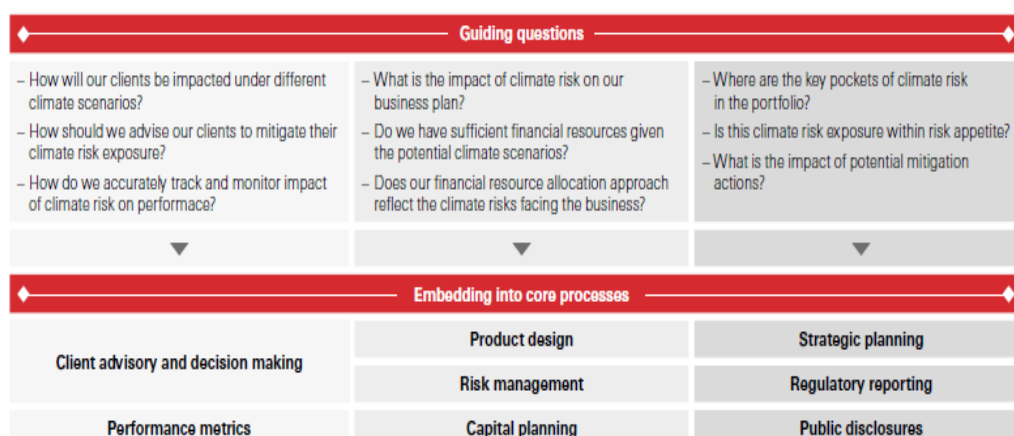 Guiding questions
– How will our clients be impacted under different
climate scenarios?
– How should we advise our clients to mitigate their
climate risk exposure?
– How do we accurately track and monitor impact
of climate risk on performace?
– What is the impact of climate risk on our
business plan?
– Do we have sufficient financial resources given
the potential climate scenarios?
– Does our financial resource allocation approach
reflect the climate risks facing the business?
– Where are the key pockets of climate risk
in the portfolio?
– Is this climate risk exposure within risk appetite?
– What is the impact of potential mitigation
actions?
Embedding into core processes
Client advisory and decision making
Performance metrics
Product design
Risk management
Capital planning
Strategic planning
Regulatory reporting
Public disclosures